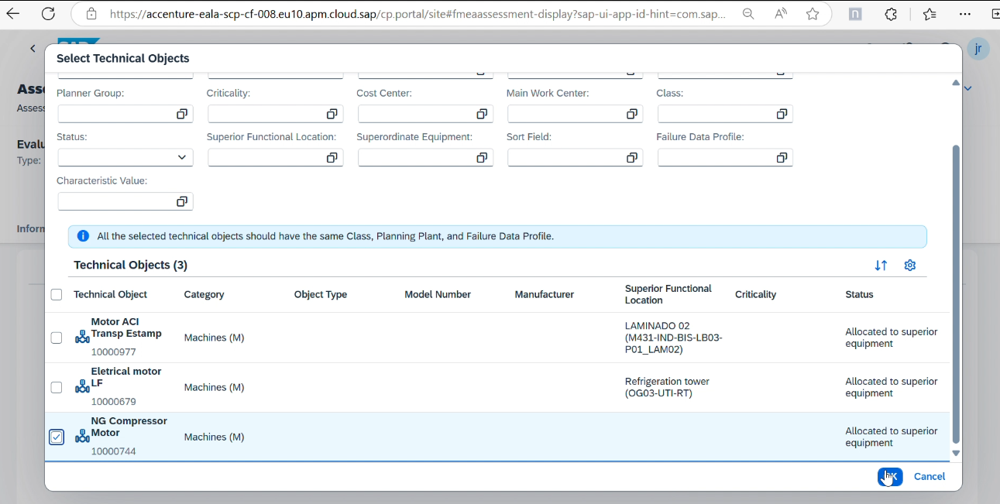 https://accenture-eala-scp-cf-008.eu10.apm.cloud.sap/cp.portal/site#fmeaassessment-display?sap-ui-app-id-hint=com.sap...
Select Technical Objects
jr
Planner Group: Criticality: Cost Center: Main Work Center: Class:
Asse
Assess
Status: Superior Functional Location: Superordinate Equipment: Sort Field: Failure Data Profile:
Evalu
Type:
Characteristic Value:
Inform
All the selected technical objects should have the same Class, Planning Plant, and Failure Data Profile.
Technical Objects (3)
Technical Object Category Object Type Model Number Manufacturer Superior Functional Location Criticality Status
Motor ACI
Transp Estamp
10000977
Machines (M)
LAMINADO 02
(M431-IND-BIS-LB03-
P01_LAM02)
Allocated to superior
equipment
Eletrical motor
LF
10000679
Machines (M)
Refrigeration tower
(OG03-UTI-RT)
Allocated to superior
equipment
NG Compressor
Motor
10000744
Machines (M)
Allocated to superior
equipment
Cancel